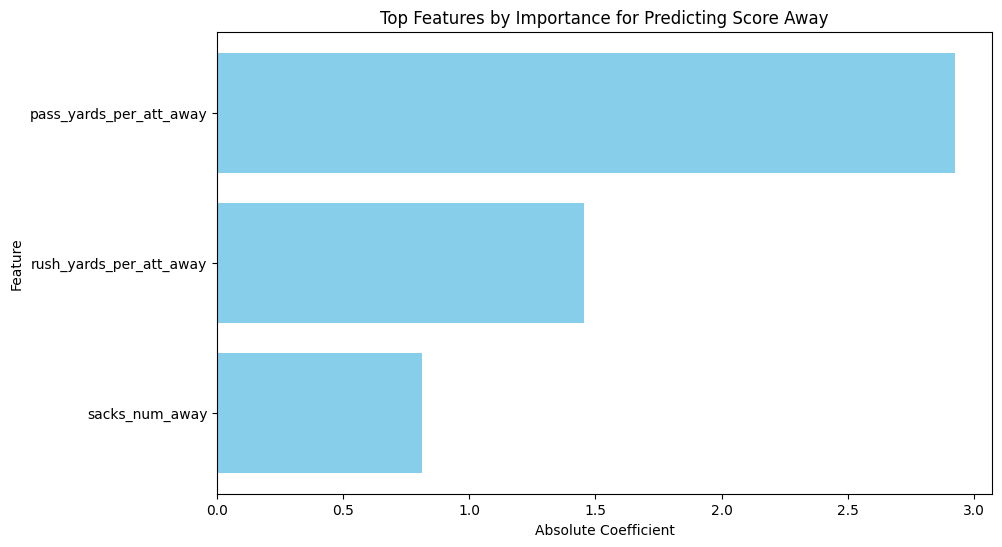 Top Features by Importance for Predicting Score Away
pass_yards_per_att_away
rush_yards_per_att_away
sacks_num_away
Feature
0.0 0.5 1.0 1.5 2.0 2.5 3.0
Absolute Coefficient